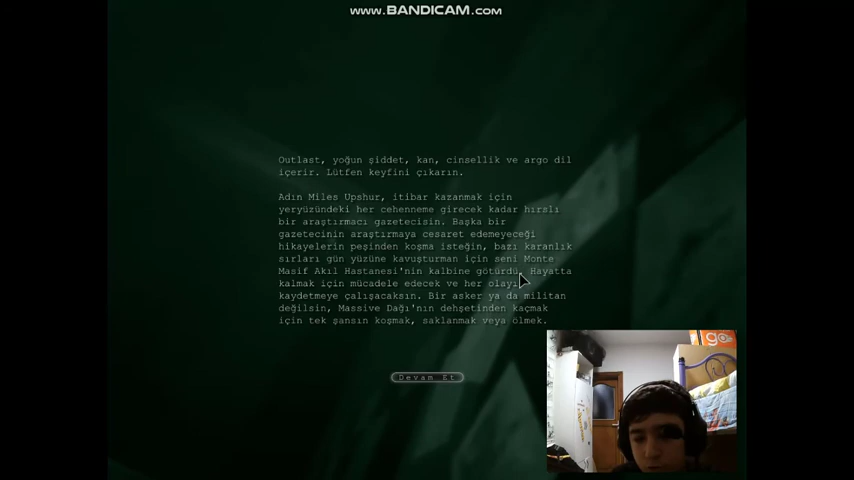 www.BANDICAM.com
Outlast, yoğun şiddet, kan, cinsellik ve argo dil
içerir. Lütfen keyfini çıkarın.
Adın Miles Upshur, itibar kazanmak için
yeryüzündeki her cehenneme girecek kadar hırslı
bir araştırmacı gazetecisin. Başka bir
gazetecinin araştırmaya cesaret edemeyeceği
hikayelerin peşinden koşma isteğin, bazı karanlık
sırları gün yüzüne kavuşturman için seni Monte
Masif Akıl Hastanesi'nin kalbine götürdü. Hayatta
kalmak için mücadele edecek ve her olayı
kaydetmeye çalışacaksın. Bir asker ya da militan
değilsin, Massive Dağı'nın dehşetinden kaçmak
için tek şansın koşmak, saklanmak veya ölmek.
Devam Et